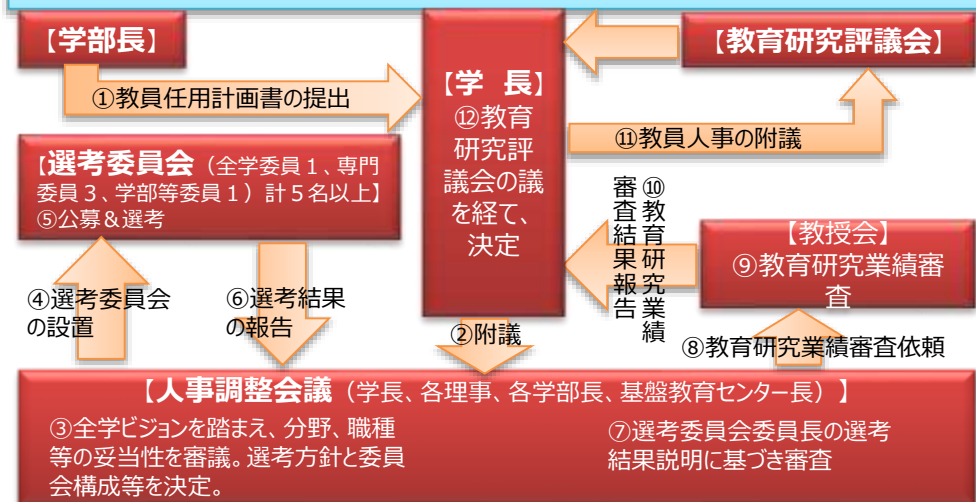 【学部長】
①教員任用計画書の提出
【選考委員会（全学委員１、専門
委員３、学部等委員１）計５名以上】
⑤公募＆選考
④選考委員会
の設置
⑥選考結果
の報告
【学　長】
⑫教育
研究評
議会の議
を経て、
決定
②附議
【教育研究評議会】
⑪教員人事の附議
⑩教育研究業績
審査結果報告
【教授会】
⑨教育研究業績審
査
⑧教育研究業績審査依頼
【人事調整会議（学長、各理事、各学部長、基盤教育センター長）】
③全学ビジョンを踏まえ、分野、職種
等の妥当性を審議。選考方針と委員
会構成等を決定。
⑦選考委員会委員長の選考
結果説明に基づき審査